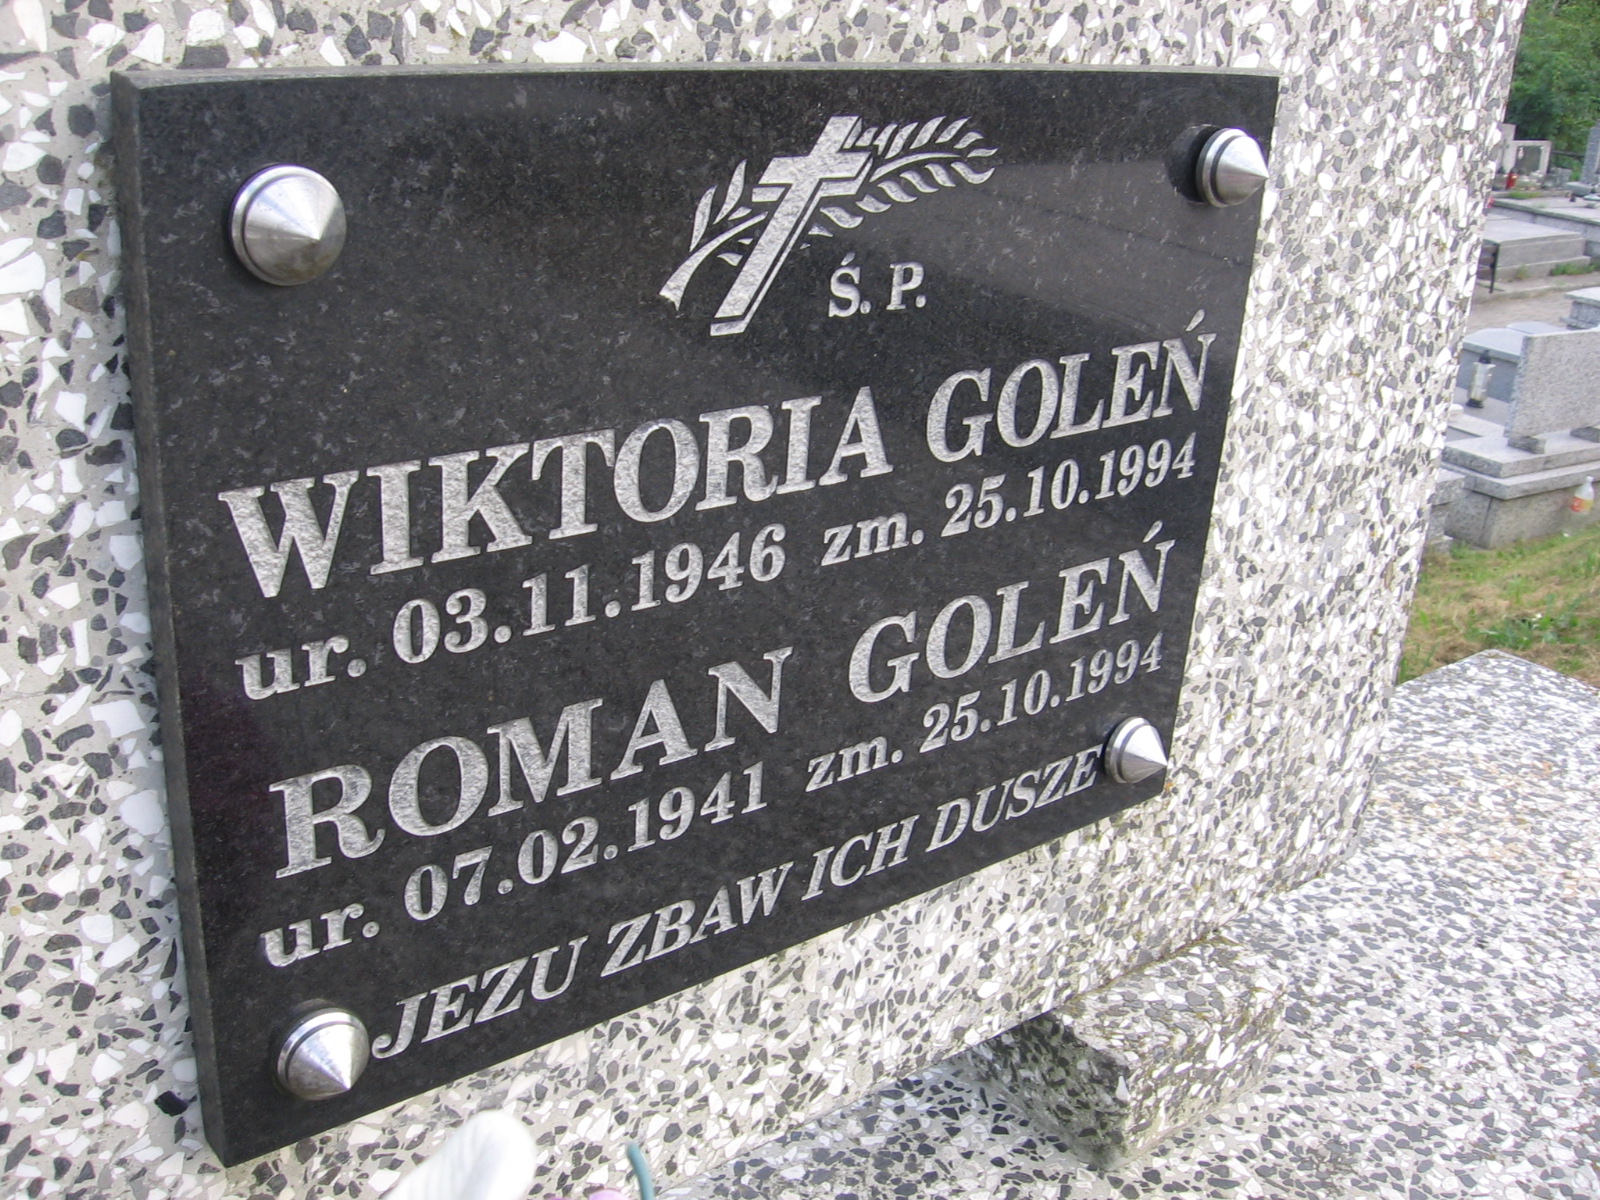 Ś. P.
WIKTORIA GOLEŃ
ur. 03.11.1946 zm. 25.10.1994
ROMAN GOLEŃ
ur. 07.02.1941 zm. 25.10.1994
JEZU ZBAW ICH DUSZE